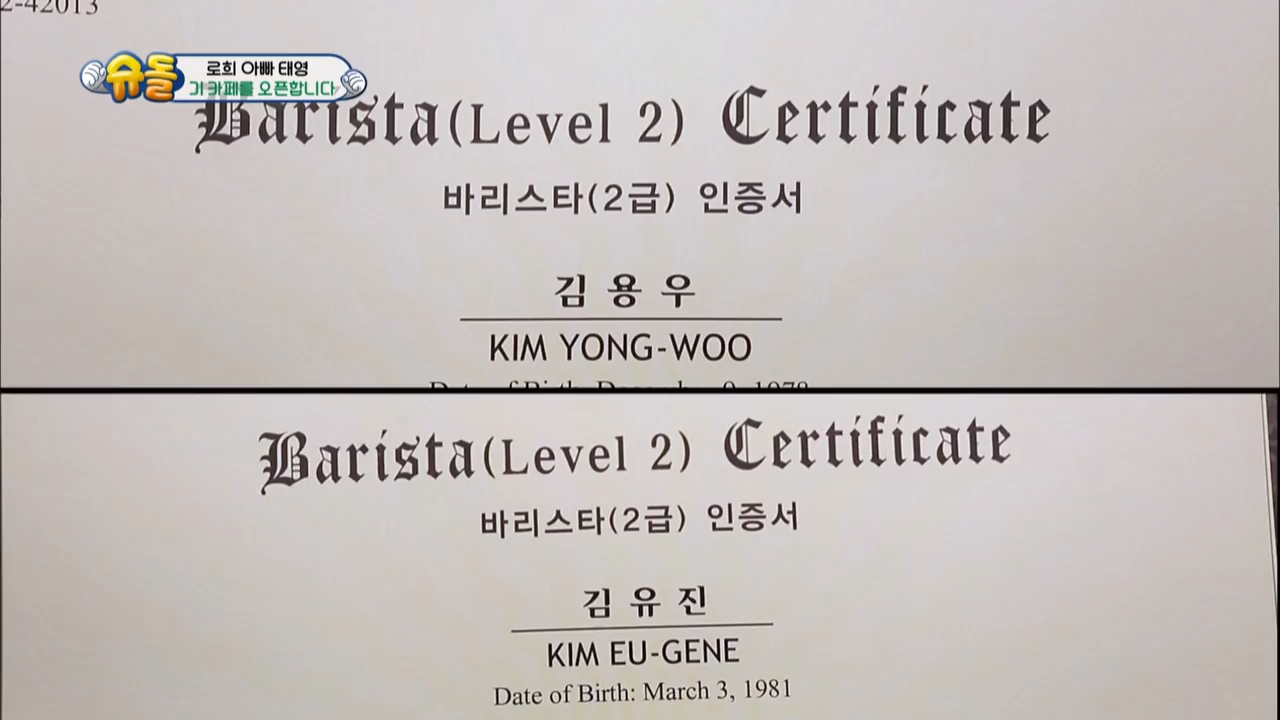 2-42013
슈돌
로희 아빠 태영
기 카페를 오픈합니다
Barista(Level 2) Certificate
바리스타(2급) 인증서
김 용 우
KIM YONG-WOO
Barista(Level 2) Certificate
바리스타(2급) 인증서
김 유 진
KIM EU-GENE
Date of Birth: March 3, 1981